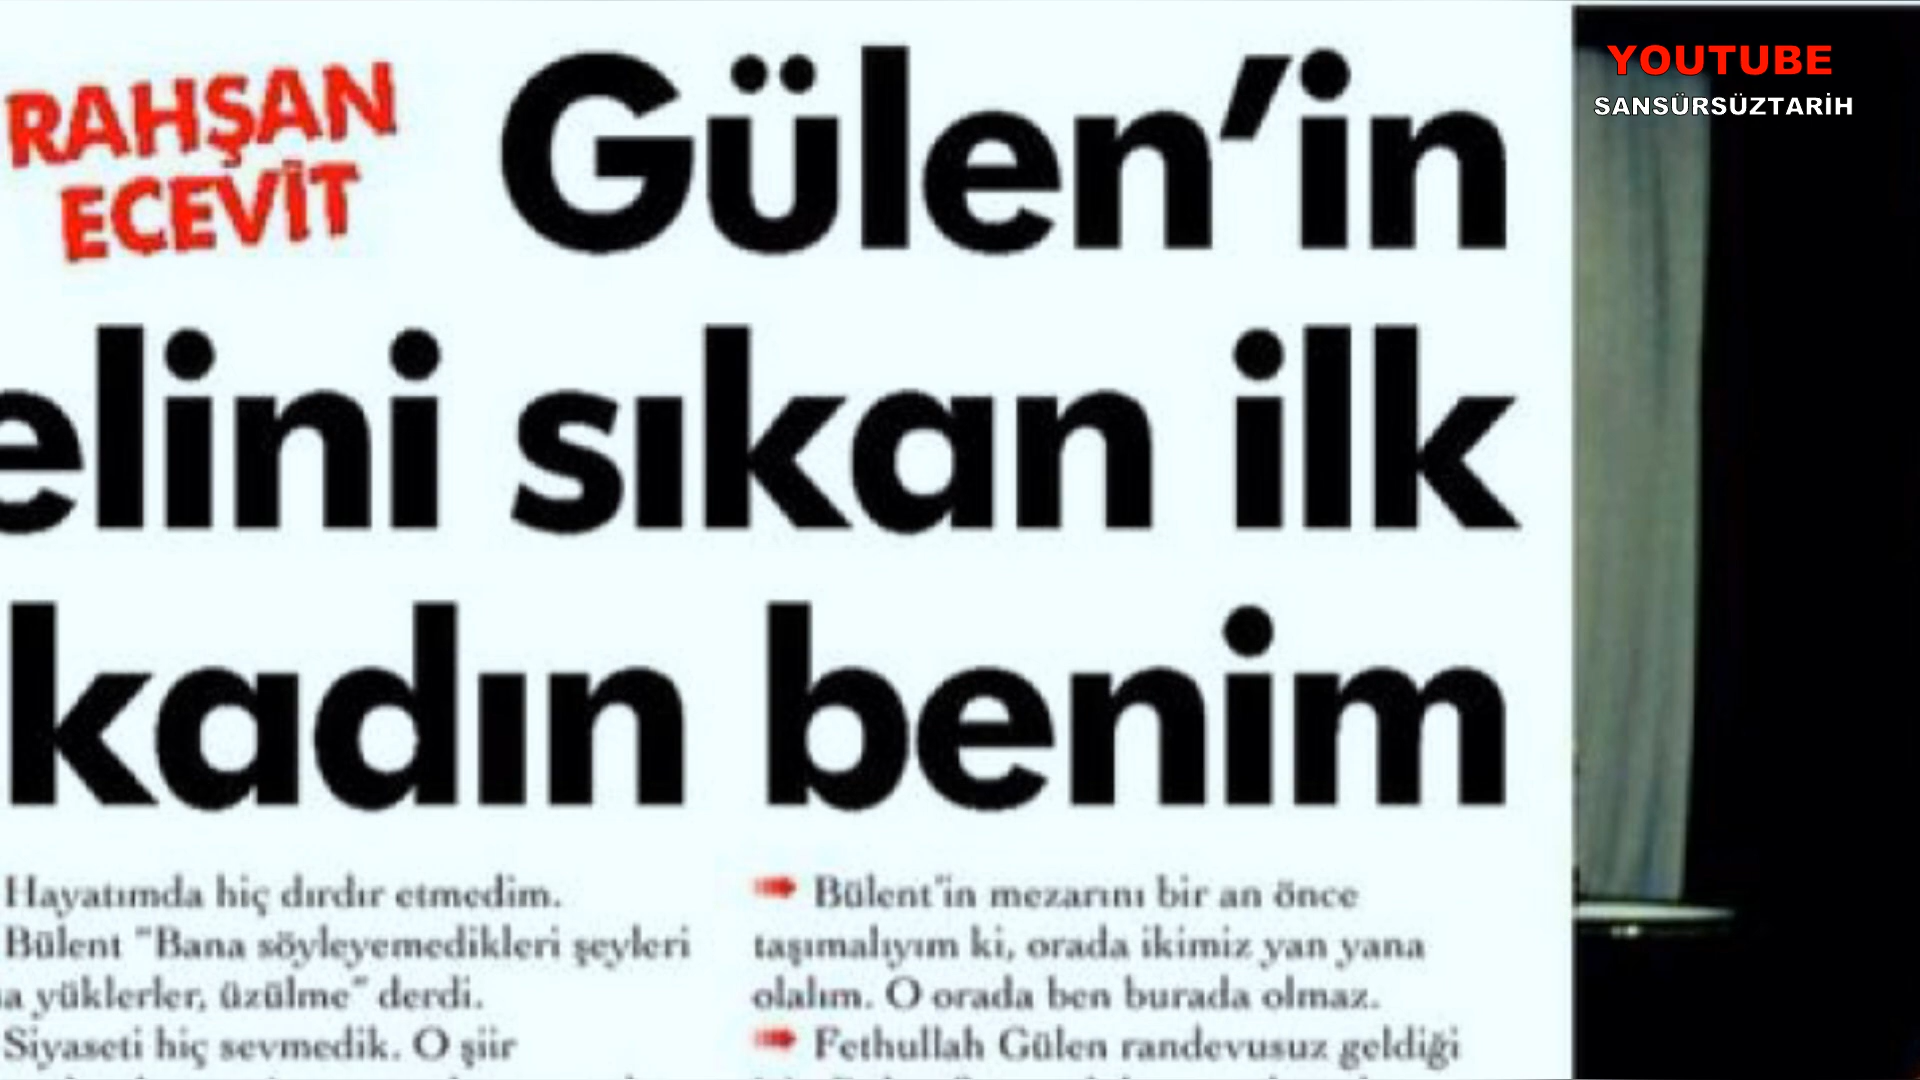 RAHŞAN
ECEVİT
Gülen’in
elini sıkan ilk
kadın benim
Hayatımda hiç dırdır etmedim.
Bülent "Bana söyleyemedikleri şeyleri
yüklerler, üzülme" derdi.
Siyaseti hiç sevmedik. O şiir
Bülent'in mezarını bir an önce
taşımalıyım ki, orada ikimiz yan yana
olalım. O orada ben burada olmaz.
Fethullah Gülen randevusuz geldiği
YOUTUBE
SANSÜRSÜZTARİH